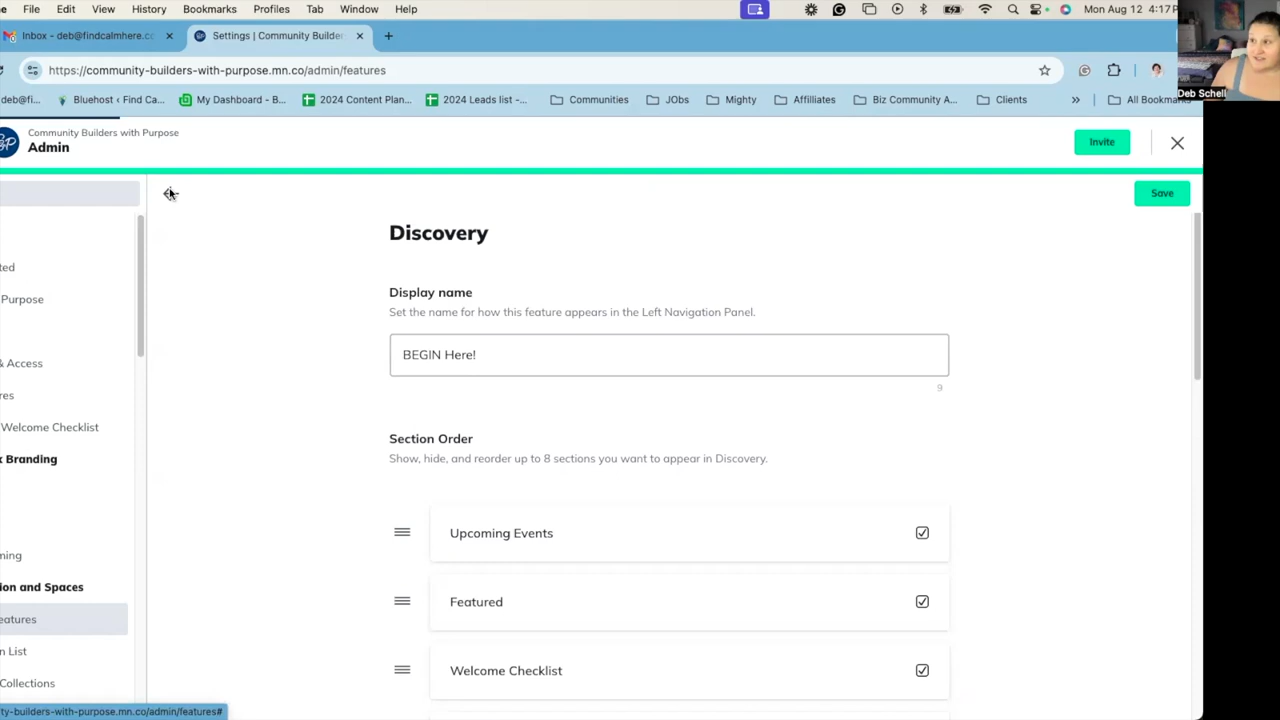 File Edit View History Bookmarks Profiles Tab Window Help Mon Aug 12 4:17
Inbox - deb@findcalmhere.c
Settings | Community Builder
https://community-builders-with-purpose.mn.co/admin/features
deb@fi... Bluehost ‹ Find Ca... My Dashboard - B... 2024 Content Plan... 2024 Leads list -... Communities JObs Mighty Affilliates Biz Community A... Clients » All Bookmarks
Deb Schell
Community Builders with Purpose
Admin
Invite
Save
Discovery
ted
Purpose
& Access
res
Welcome Checklist
Branding
ming
ion and Spaces
eatures
n List
Collections
Display name
Set the name for how this feature appears in the Left Navigation Panel.
BEGIN Here!
9
Section Order
Show, hide, and reorder up to 8 sections you want to appear in Discovery.
Upcoming Events
Featured
Welcome Checklist
ty-builders-with-purpose.mn.co/admin/features#